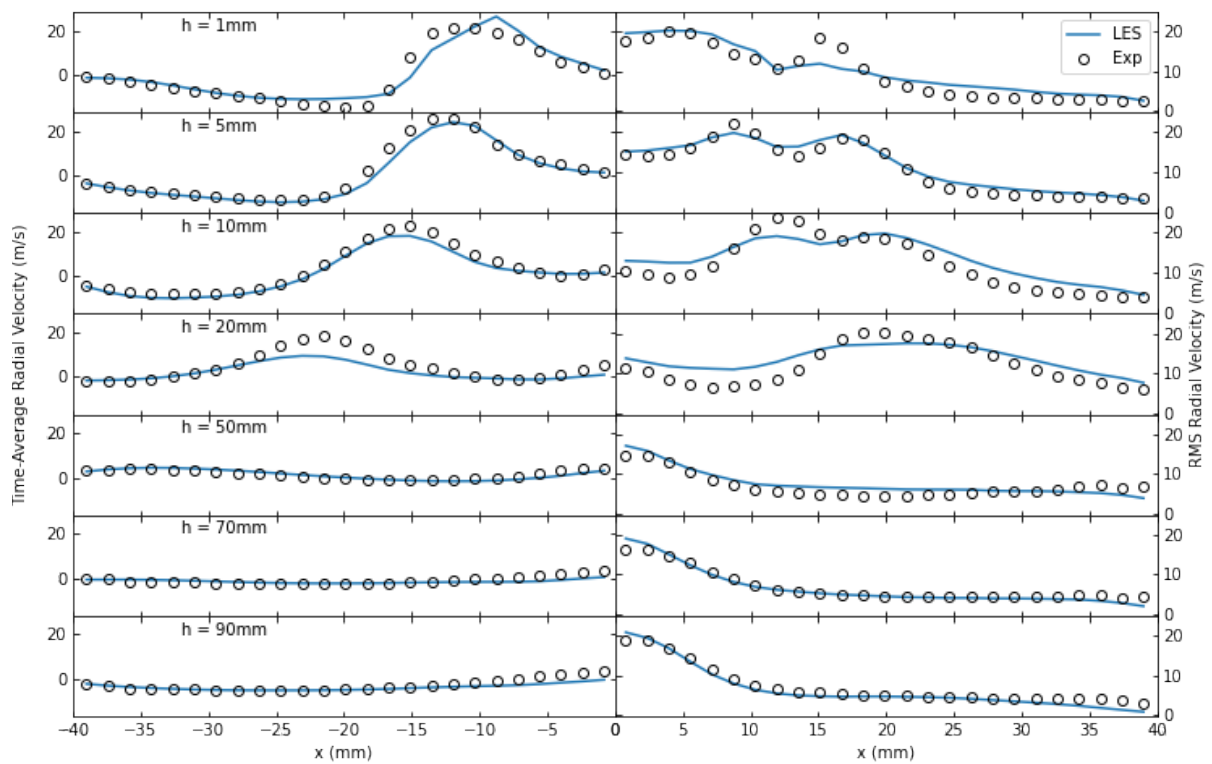 h = 1mm
LES
Exp
h = 5mm
h = 10mm
h = 20mm
h = 50mm
h = 70mm
h = 90mm
20
0
20
0
20
0
20
0
20
0
20
0
20
0
20
10
0
20
10
0
20
10
0
20
10
0
20
10
0
20
10
0
20
10
0
Time-Average Radial Velocity (m/s)
RMS Radial Velocity (m/s)
−40 −35 −30 −25 −20 −15 −10 −5 0
0 5 10 15 20 25 30 35 40
x (mm)
x (mm)